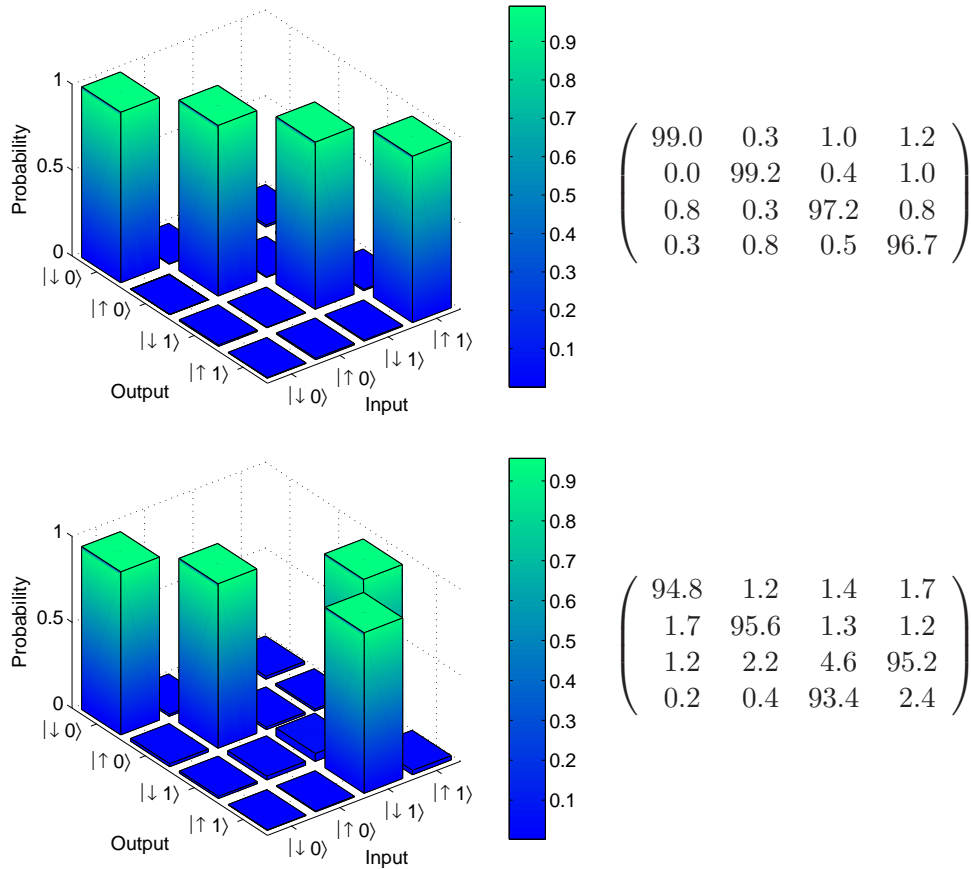 Probability
1
0.5
0
|↓ 0⟩
|↑ 0⟩
|↓ 1⟩
|↑ 1⟩
Output
|↓ 0⟩
|↑ 0⟩
|↓ 1⟩
|↑ 1⟩
Input
0.9
0.8
0.7
0.6
0.5
0.4
0.3
0.2
0.1
99.0 0.3 1.0 1.2
0.0 99.2 0.4 1.0
0.8 0.3 97.2 0.8
0.3 0.8 0.5 96.7
Probability
1
0.5
0
|↓ 0⟩
|↑ 0⟩
|↓ 1⟩
|↑ 1⟩
Output
|↓ 0⟩
|↑ 0⟩
|↓ 1⟩
|↑ 1⟩
Input
0.9
0.8
0.7
0.6
0.5
0.4
0.3
0.2
0.1
94.8 1.2 1.4 1.7
1.7 95.6 1.3 1.2
1.2 2.2 4.6 95.2
0.2 0.4 93.4 2.4